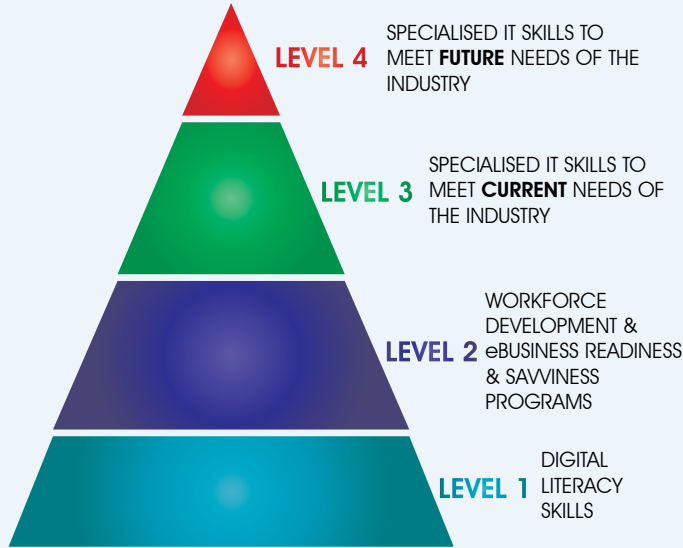 LEVEL 4
SPECIALISED IT SKILLS TO
MEET FUTURE NEEDS OF THE
INDUSTRY
LEVEL 3
SPECIALISED IT SKILLS TO
MEET CURRENT NEEDS OF
THE INDUSTRY
LEVEL 2
WORKFORCE
DEVELOPMENT &
eBUSINESS READINESS
& SAVVINESS
PROGRAMS
LEVEL 1
DIGITAL
LITERACY
SKILLS